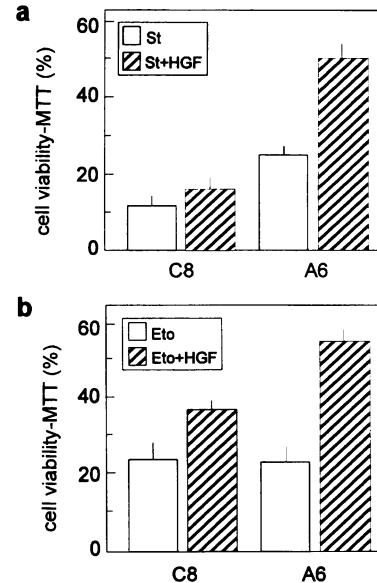 a
60
40
20
0
cell viability-MTT (%)
St
St+HGF
C8 A6
b
60
40
20
0
cell viability-MTT (%)
Eto
Eto+HGF
C8 A6